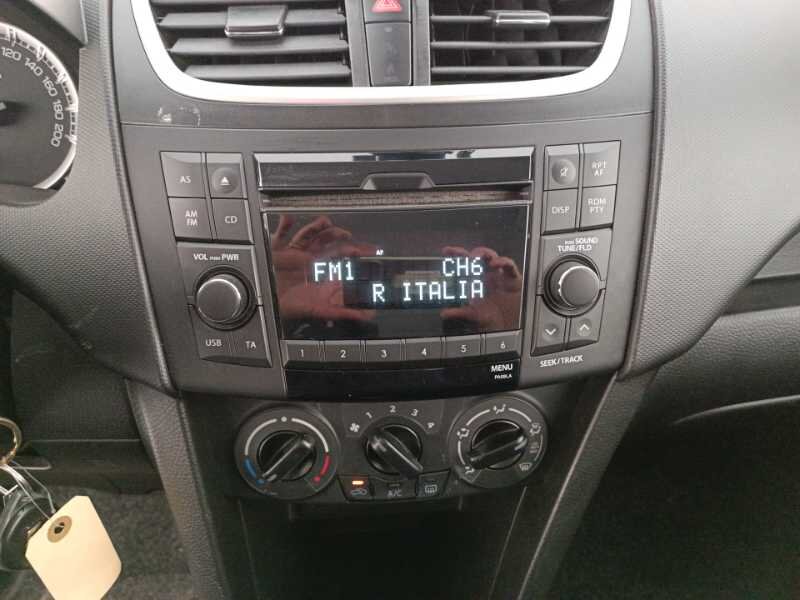 120
140
160
180
200
AS
AM
FM
CD
VOL PUSH PWR
USB
TA
AF
FM1 CH6
R ITALIA
1 2 3 4 5 6
MENU
RPT
AF
DISP
RDM
PTY
PUSH SOUND
TUNE/FLD
SEEK/TRACK
1 2 3 4
A/C